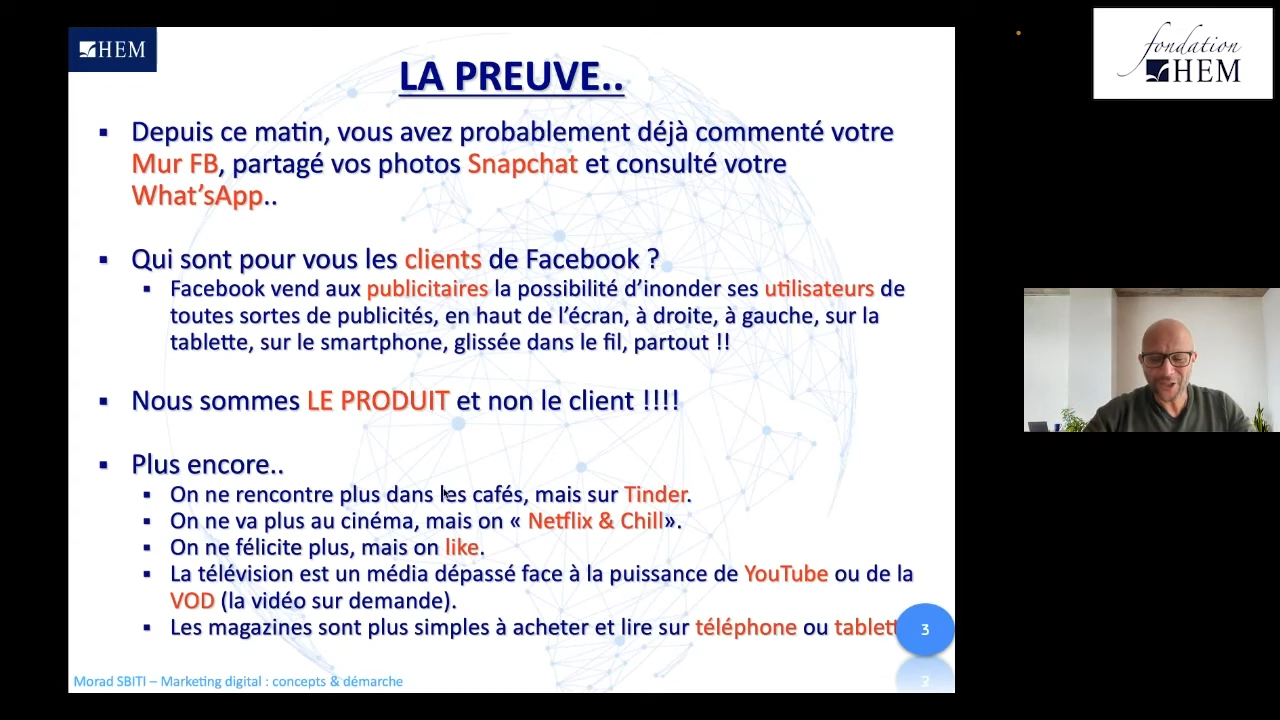 HEM
LA PREUVE..
Depuis ce matin, vous avez probablement déjà commenté votre
Mur FB, partagé vos photos Snapchat et consulté votre
What'sApp..
Qui sont pour vous les clients de Facebook ?
Facebook vend aux publicitaires la possibilité d'inonder ses utilisateurs de
toutes sortes de publicités, en haut de l'écran, à droite, à gauche, sur la
tablette, sur le smartphone, glissée dans le fil, partout !!
Nous sommes LE PRODUIT et non le client !!!!
Plus encore..
On ne rencontre plus dans les cafés, mais sur Tinder.
On ne va plus au cinéma, mais on « Netflix & Chill».
On ne félicite plus, mais on like.
La télévision est un média dépassé face à la puissance de YouTube ou de la
VOD (la vidéo sur demande).
Les magazines sont plus simples à acheter et lire sur téléphone ou tablett
3
Morad SBITI – Marketing digital : concepts & démarche
fondation
HEM